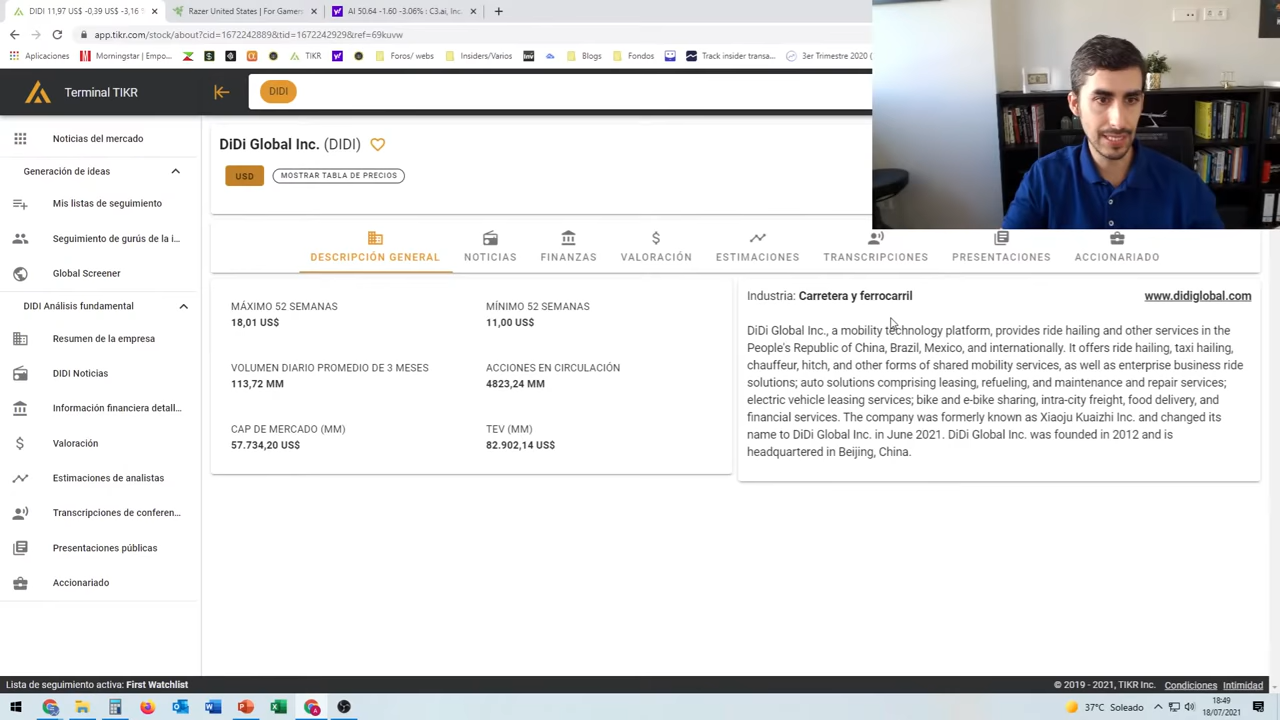 DIDI 11,97 US$ -0,39 US$ -3,16
Razer United States | For Gamer
AI 50.64 -1.60 -3.06% : C3.ai, Inc.
app.tikr.com/stock/about?cid=1672242889&tid=1672242929&ref=69kuvw
Aplicaciones
Morningstar | Empo...
TIKR
Foros/ webs
Insiders/Varios
Blogs
Fondos
Track insider transa...
3er Trimestre 2020 (
Terminal TIKR
DIDI
Noticias del mercado
Generación de ideas
Mis listas de seguimiento
Seguimiento de gurús de la i...
Global Screener
DIDI Análisis fundamental
Resumen de la empresa
DIDI Noticias
Información financiera detall...
Valoración
Estimaciones de analistas
Transcripciones de conferen...
Presentaciones públicas
Accionariado
DiDi Global Inc. (DIDI)
USD
MOSTRAR TABLA DE PRECIOS
DESCRIPCIÓN GENERAL
NOTICIAS
FINANZAS
VALORACIÓN
ESTIMACIONES
TRANSCRIPCIONES
PRESENTACIONES
ACCIONARIADO
MÁXIMO 52 SEMANAS
18,01 US$
MÍNIMO 52 SEMANAS
11,00 US$
VOLUMEN DIARIO PROMEDIO DE 3 MESES
113,72 MM
ACCIONES EN CIRCULACIÓN
4823,24 MM
CAP DE MERCADO (MM)
57.734,20 US$
TEV (MM)
82.902,14 US$
Industria: Carretera y ferrocarril
www.didiglobal.com
DiDi Global Inc., a mobility technology platform, provides ride hailing and other services in the
People's Republic of China, Brazil, Mexico, and internationally. It offers ride hailing, taxi hailing,
chauffeur, hitch, and other forms of shared mobility services, as well as enterprise business ride
solutions; auto solutions comprising leasing, refueling, and maintenance and repair services;
electric vehicle leasing services; bike and e-bike sharing, intra-city freight, food delivery, and
financial services. The company was formerly known as Xiaoju Kuaizhi Inc. and changed its
name to DiDi Global Inc. in June 2021. DiDi Global Inc. was founded in 2012 and is
headquartered in Beijing, China.
Lista de seguimiento activa: First Watchlist
© 2019 - 2021, TIKR Inc.
Condiciones
Intimidad
37°C Soleado
18:49
18/07/2021